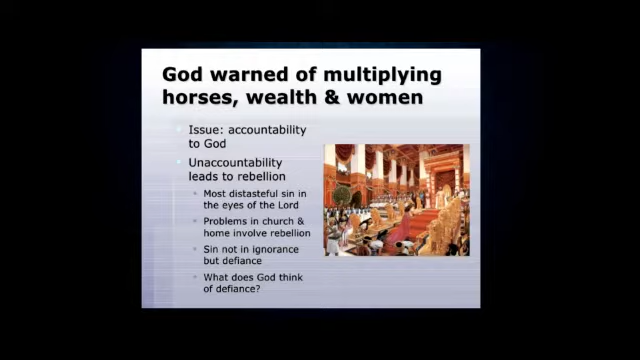 God warned of multiplying
horses, wealth & women
Issue: accountability
to God
Unaccountability
leads to rebellion
Most distasteful sin in
the eyes of the Lord
Problems in church &
home involve rebellion
Sin not in ignorance
but defiance
What does God think
of defiance?